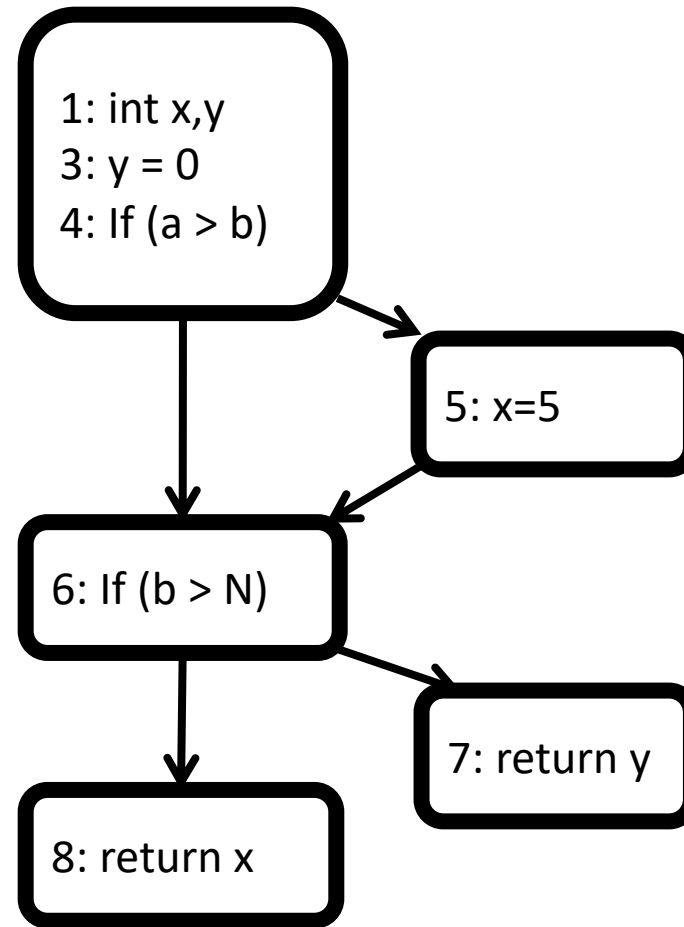 1: int x,y
3: y = 0
4: If (a > b)
5: x=5
6: If (b > N)
7: return y
8: return x